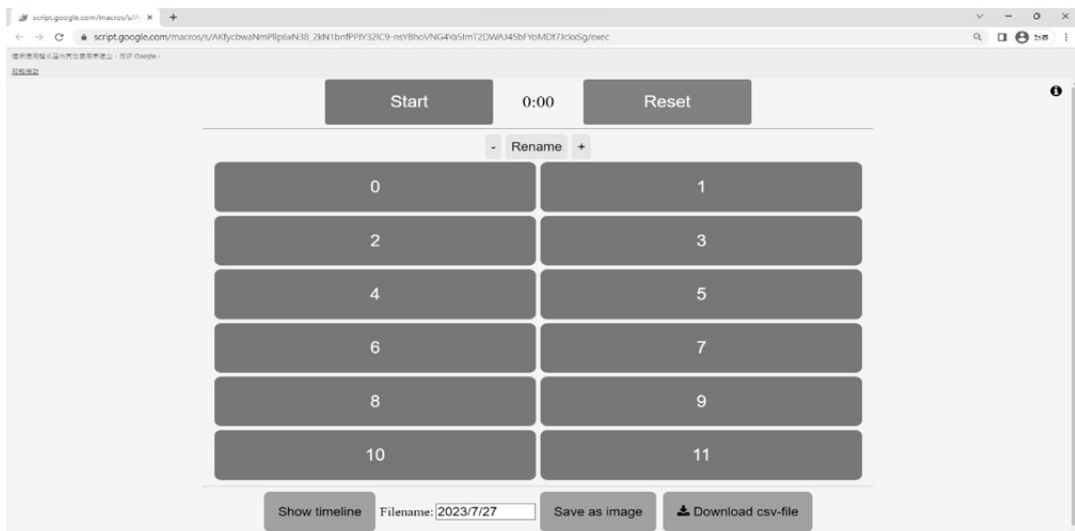 script.google.com/macros/s/
script.google.com/macros/s/AKfycbwaNmPllp6xN38_2kN1bnfPPJY32lC9-nsYBhoVNG4Ya5ImT2DWAJ45bFYoMDt7JcloSg/exec
Start 0:00 Reset
- Rename +
0 1
2 3
4 5
6 7
8 9
10 11
Show timeline Filename: 2023/7/27 Save as image Download csv-file